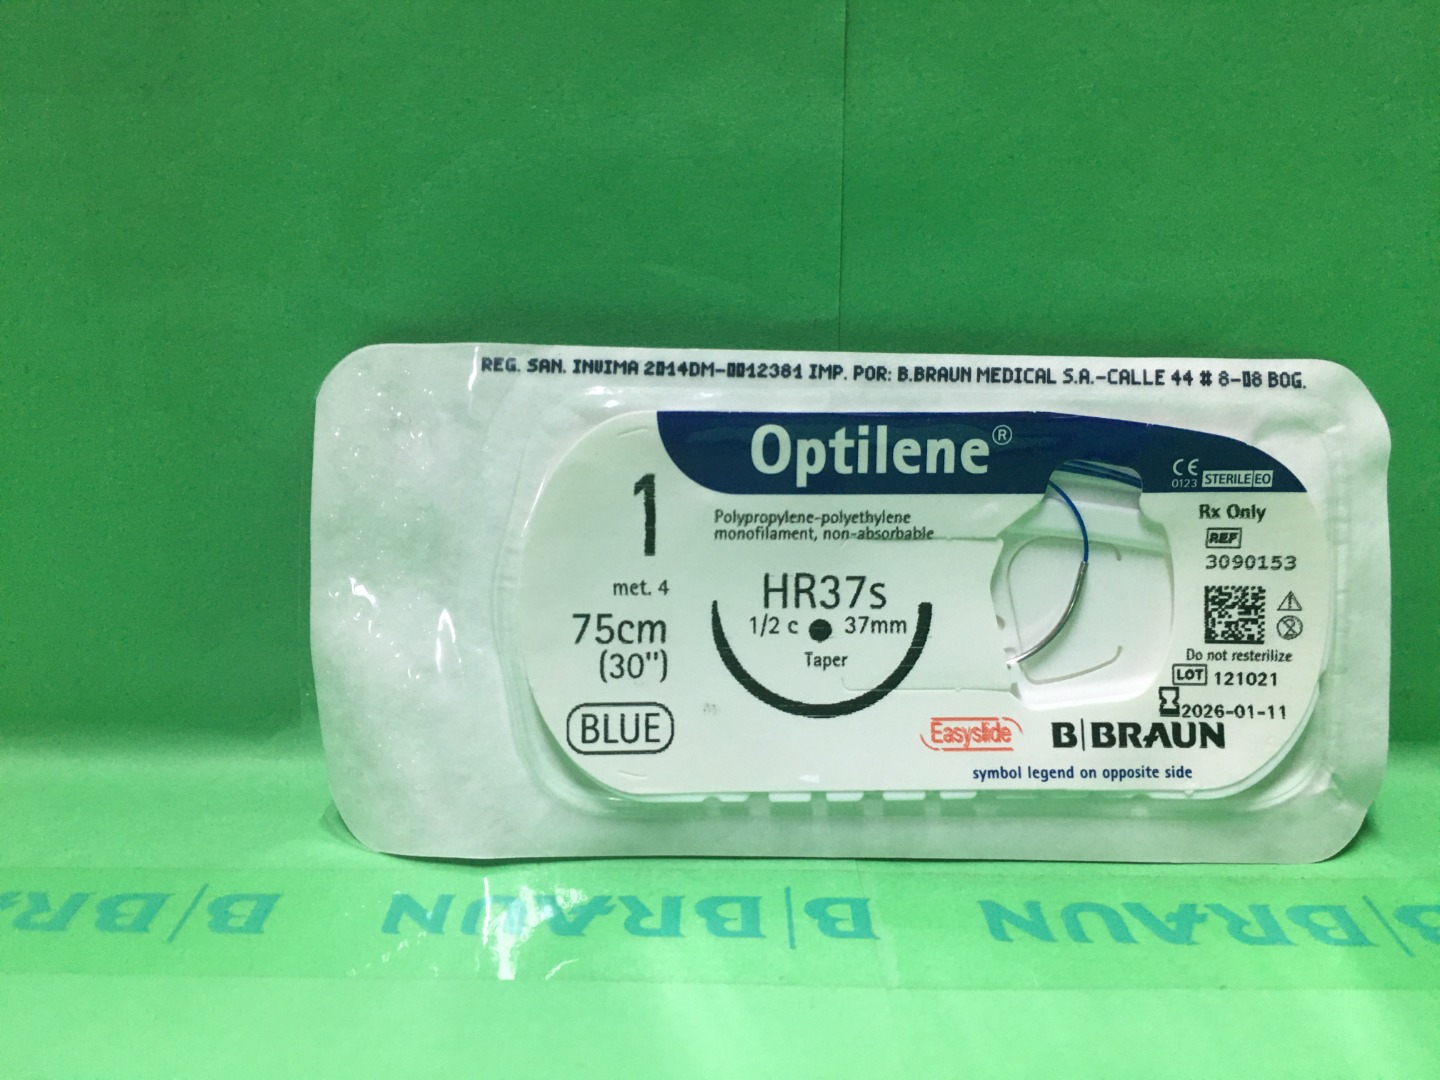 REG. SAN. INVIMA 2014DM-0012381 IMP. POR: B.BRAUN MEDICAL S.A.-CALLE 44 # 8-08 BOG.
Optilene®
CE 0123 STERILE EO
1
Polypropylene-polyethylene
monofilament, non-absorbable
Rx Only
REF
3090153
met. 4
HR37s
75cm
(30")
1/2 c 37mm
Taper
Do not resterilize
LOT 121021
2026-01-11
BLUE
Easyslide
B|BRAUN
symbol legend on opposite side
B|BRAUN
B|BRAUN
B|BRAUN